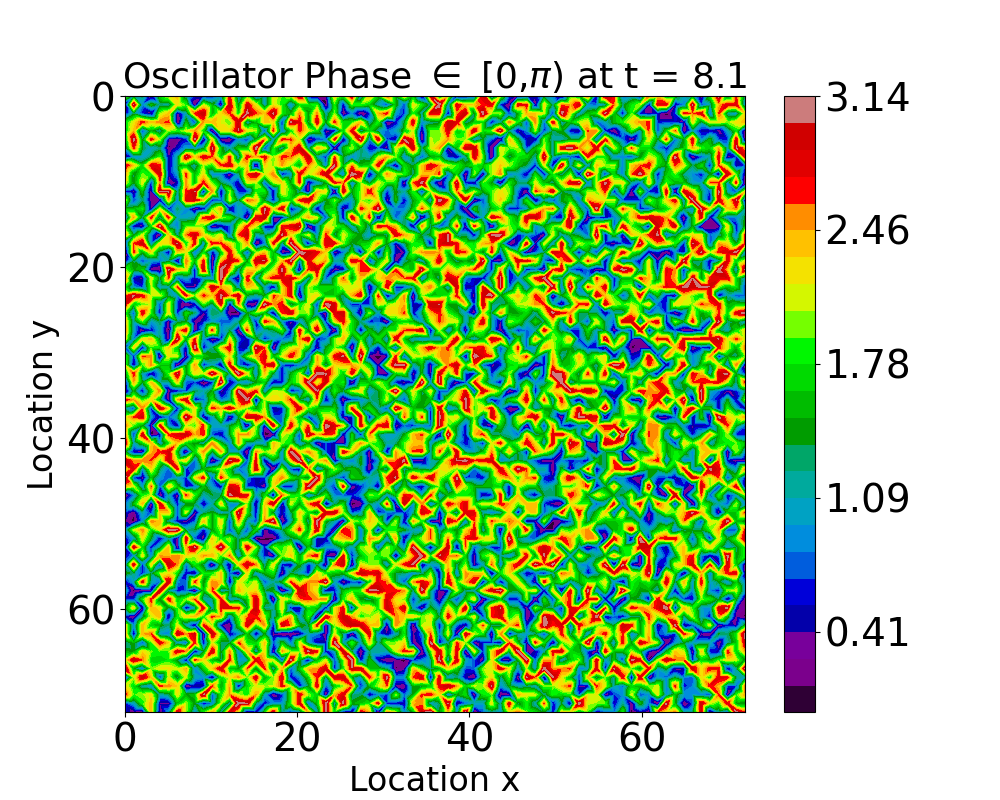 Oscillator Phase ∈ [0,π) at t = 8.1
0
20
40
60
Location y
0 20 40 60
Location x
3.14
2.46
1.78
1.09
0.41